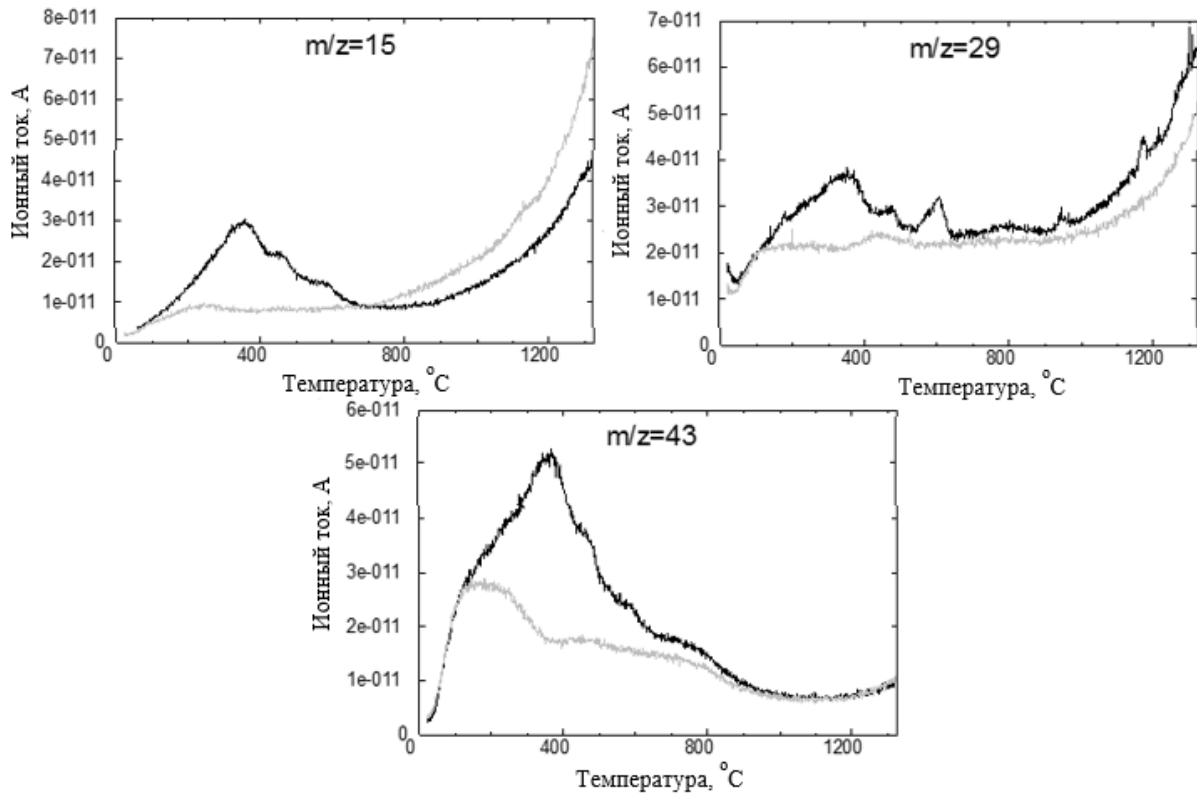 8e-011
7e-011
6e-011
5e-011
4e-011
3e-011
2e-011
1e-011
0
m/z=15
Ионный ток, А
400
800
1200
Температура, °С
7e-011
6e-011
5e-011
4e-011
3e-011
2e-011
1e-011
0
m/z=29
Ионный ток, А
0
400
800
1200
Температура, °С
6e-011
5e-011
4e-011
3e-011
2e-011
1e-011
0
m/z=43
Ионный ток, А
0
400
800
1200
Температура, °С